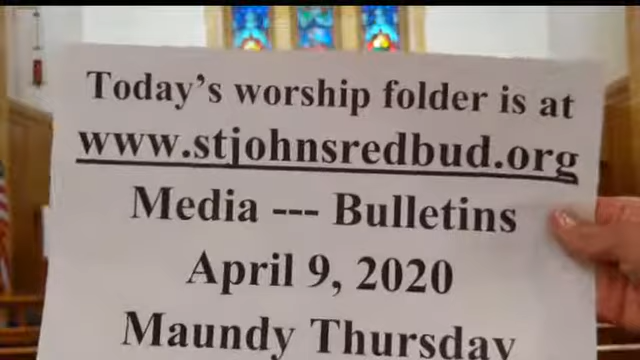 Today's worship folder is at
www.stjohnsredbud.org
Media --- Bulletins
April 9, 2020
Maundy Thursday